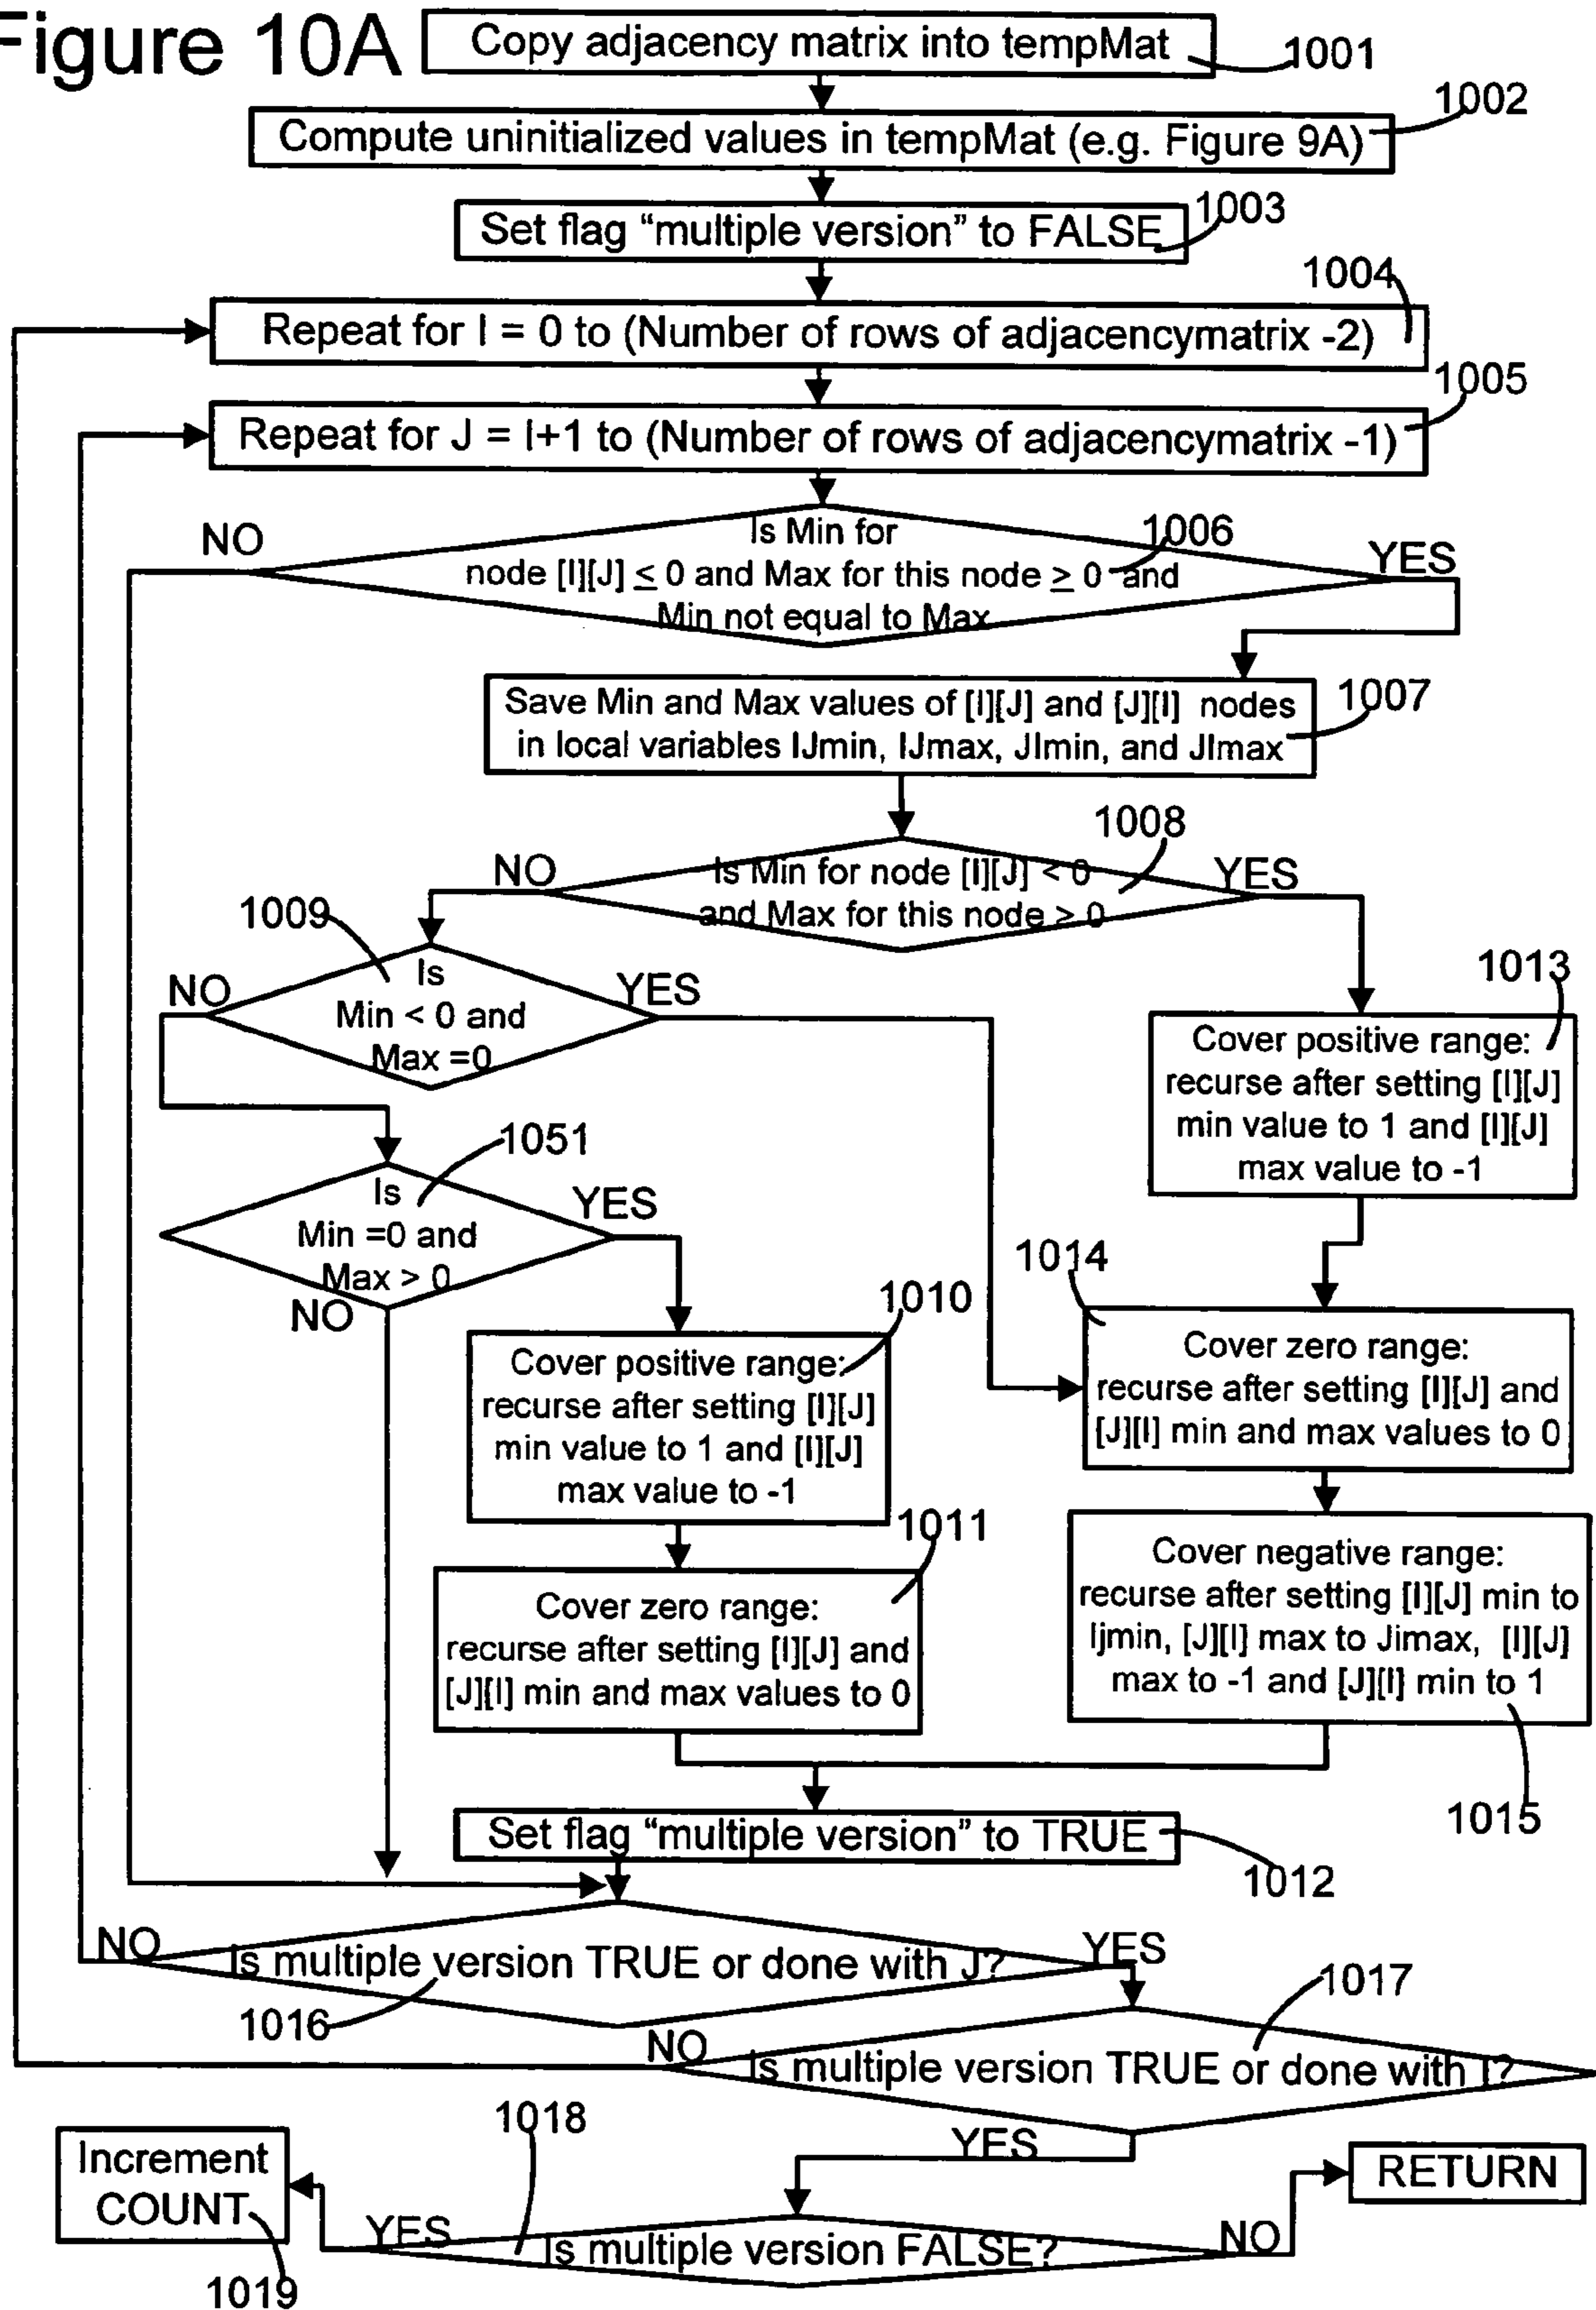 Figure 10A
Copy adjacency matrix into tempMat
1001
1002
Compute uninitialized values in tempMat (e.g. Figure 9A)
1003
Set flag “multiple version” to FALSE
1004
Repeat for I = 0 to (Number of rows of adjacencymatrix -2)
1005
Repeat for J = I+1 to (Number of rows of adjacencymatrix -1)
NO
Is Min for
1006
node [I][J] ≤ 0 and Max for this node ≥ 0 and
YES
Min not equal to Max
Save Min and Max values of [I][J] and [J][I] nodes
1007
in local variables IJmin, IJmax, JImin, and JImax
1008
NO
Is Min for node [I][J] < 0
YES
and Max for this node > 0
1009
Is
NO
YES
Min < 0 and
Max =0
1013
Cover positive range:
recurse after setting [I][J]
min value to 1 and [I][J]
max value to -1
1051
Is
YES
Min =0 and
Max > 0
NO
1014
1010
Cover positive range:
recurse after setting [I][J]
min value to 1 and [I][J]
max value to -1
Cover zero range:
recurse after setting [I][J] and
[J][I] min and max values to 0
1011
Cover zero range:
recurse after setting [I][J] and
[J][I] min and max values to 0
Cover negative range:
recurse after setting [I][J] min to
Ijmin, [J][I] max to Jimax, [I][J]
max to -1 and [J][I] min to 1
1015
Set flag “multiple version” to TRUE
1012
NO
Is multiple version TRUE or done with J?
YES
1016
1017
NO
Is multiple version TRUE or done with I?
1018
YES
Increment
COUNT
RETURN
YES
Is multiple version FALSE?
NO
1019